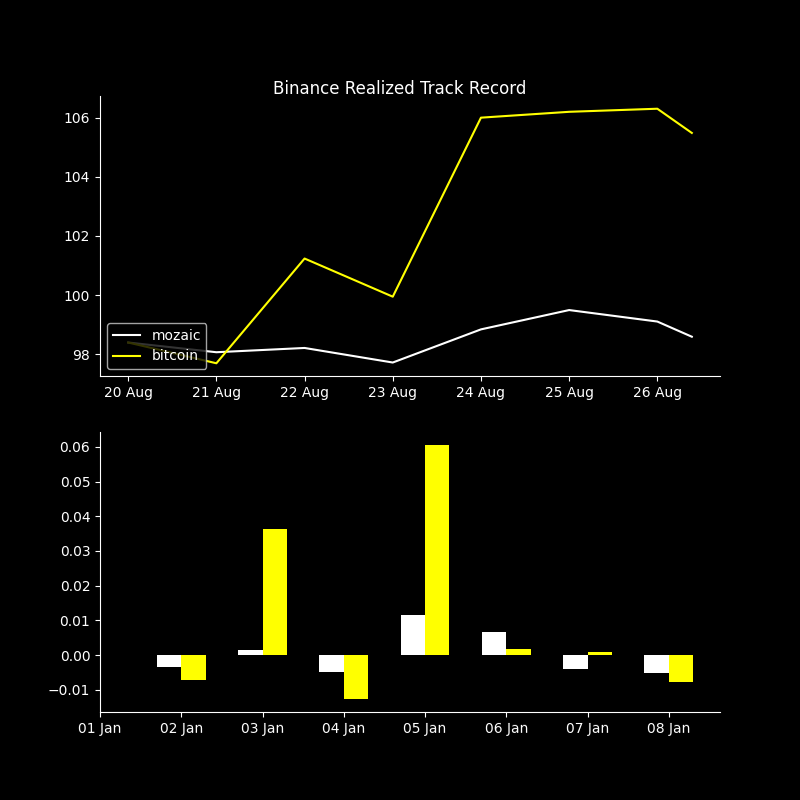 Binance Realized Track Record
106
104
102
100
98
mozaic
bitcoin
20 Aug 21 Aug 22 Aug 23 Aug 24 Aug 25 Aug 26 Aug
0.06
0.05
0.04
0.03
0.02
0.01
0.00
−0.01
01 Jan 02 Jan 03 Jan 04 Jan 05 Jan 06 Jan 07 Jan 08 Jan